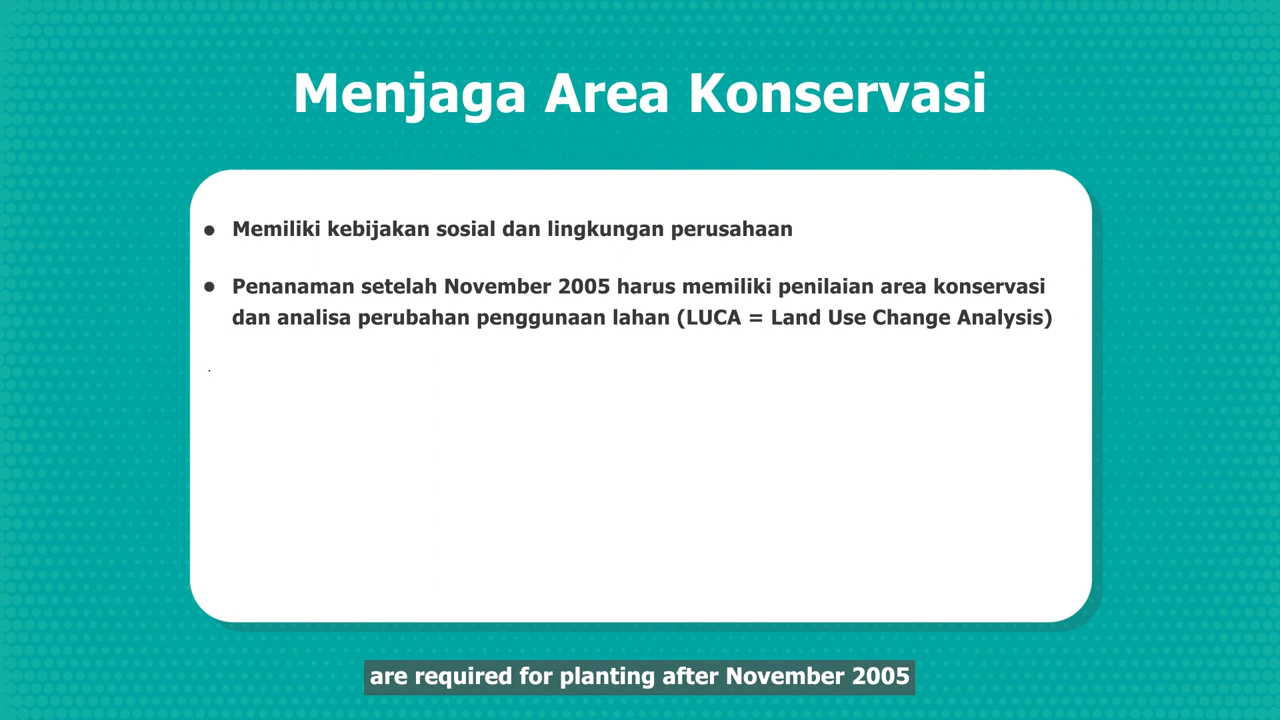 Menjaga Area Konservasi
● Memiliki kebijakan sosial dan lingkungan perusahaan
● Penanaman setelah November 2005 harus memiliki penilaian area konservasi
dan analisa perubahan penggunaan lahan (LUCA = Land Use Change Analysis)
.
are required for planting after November 2005